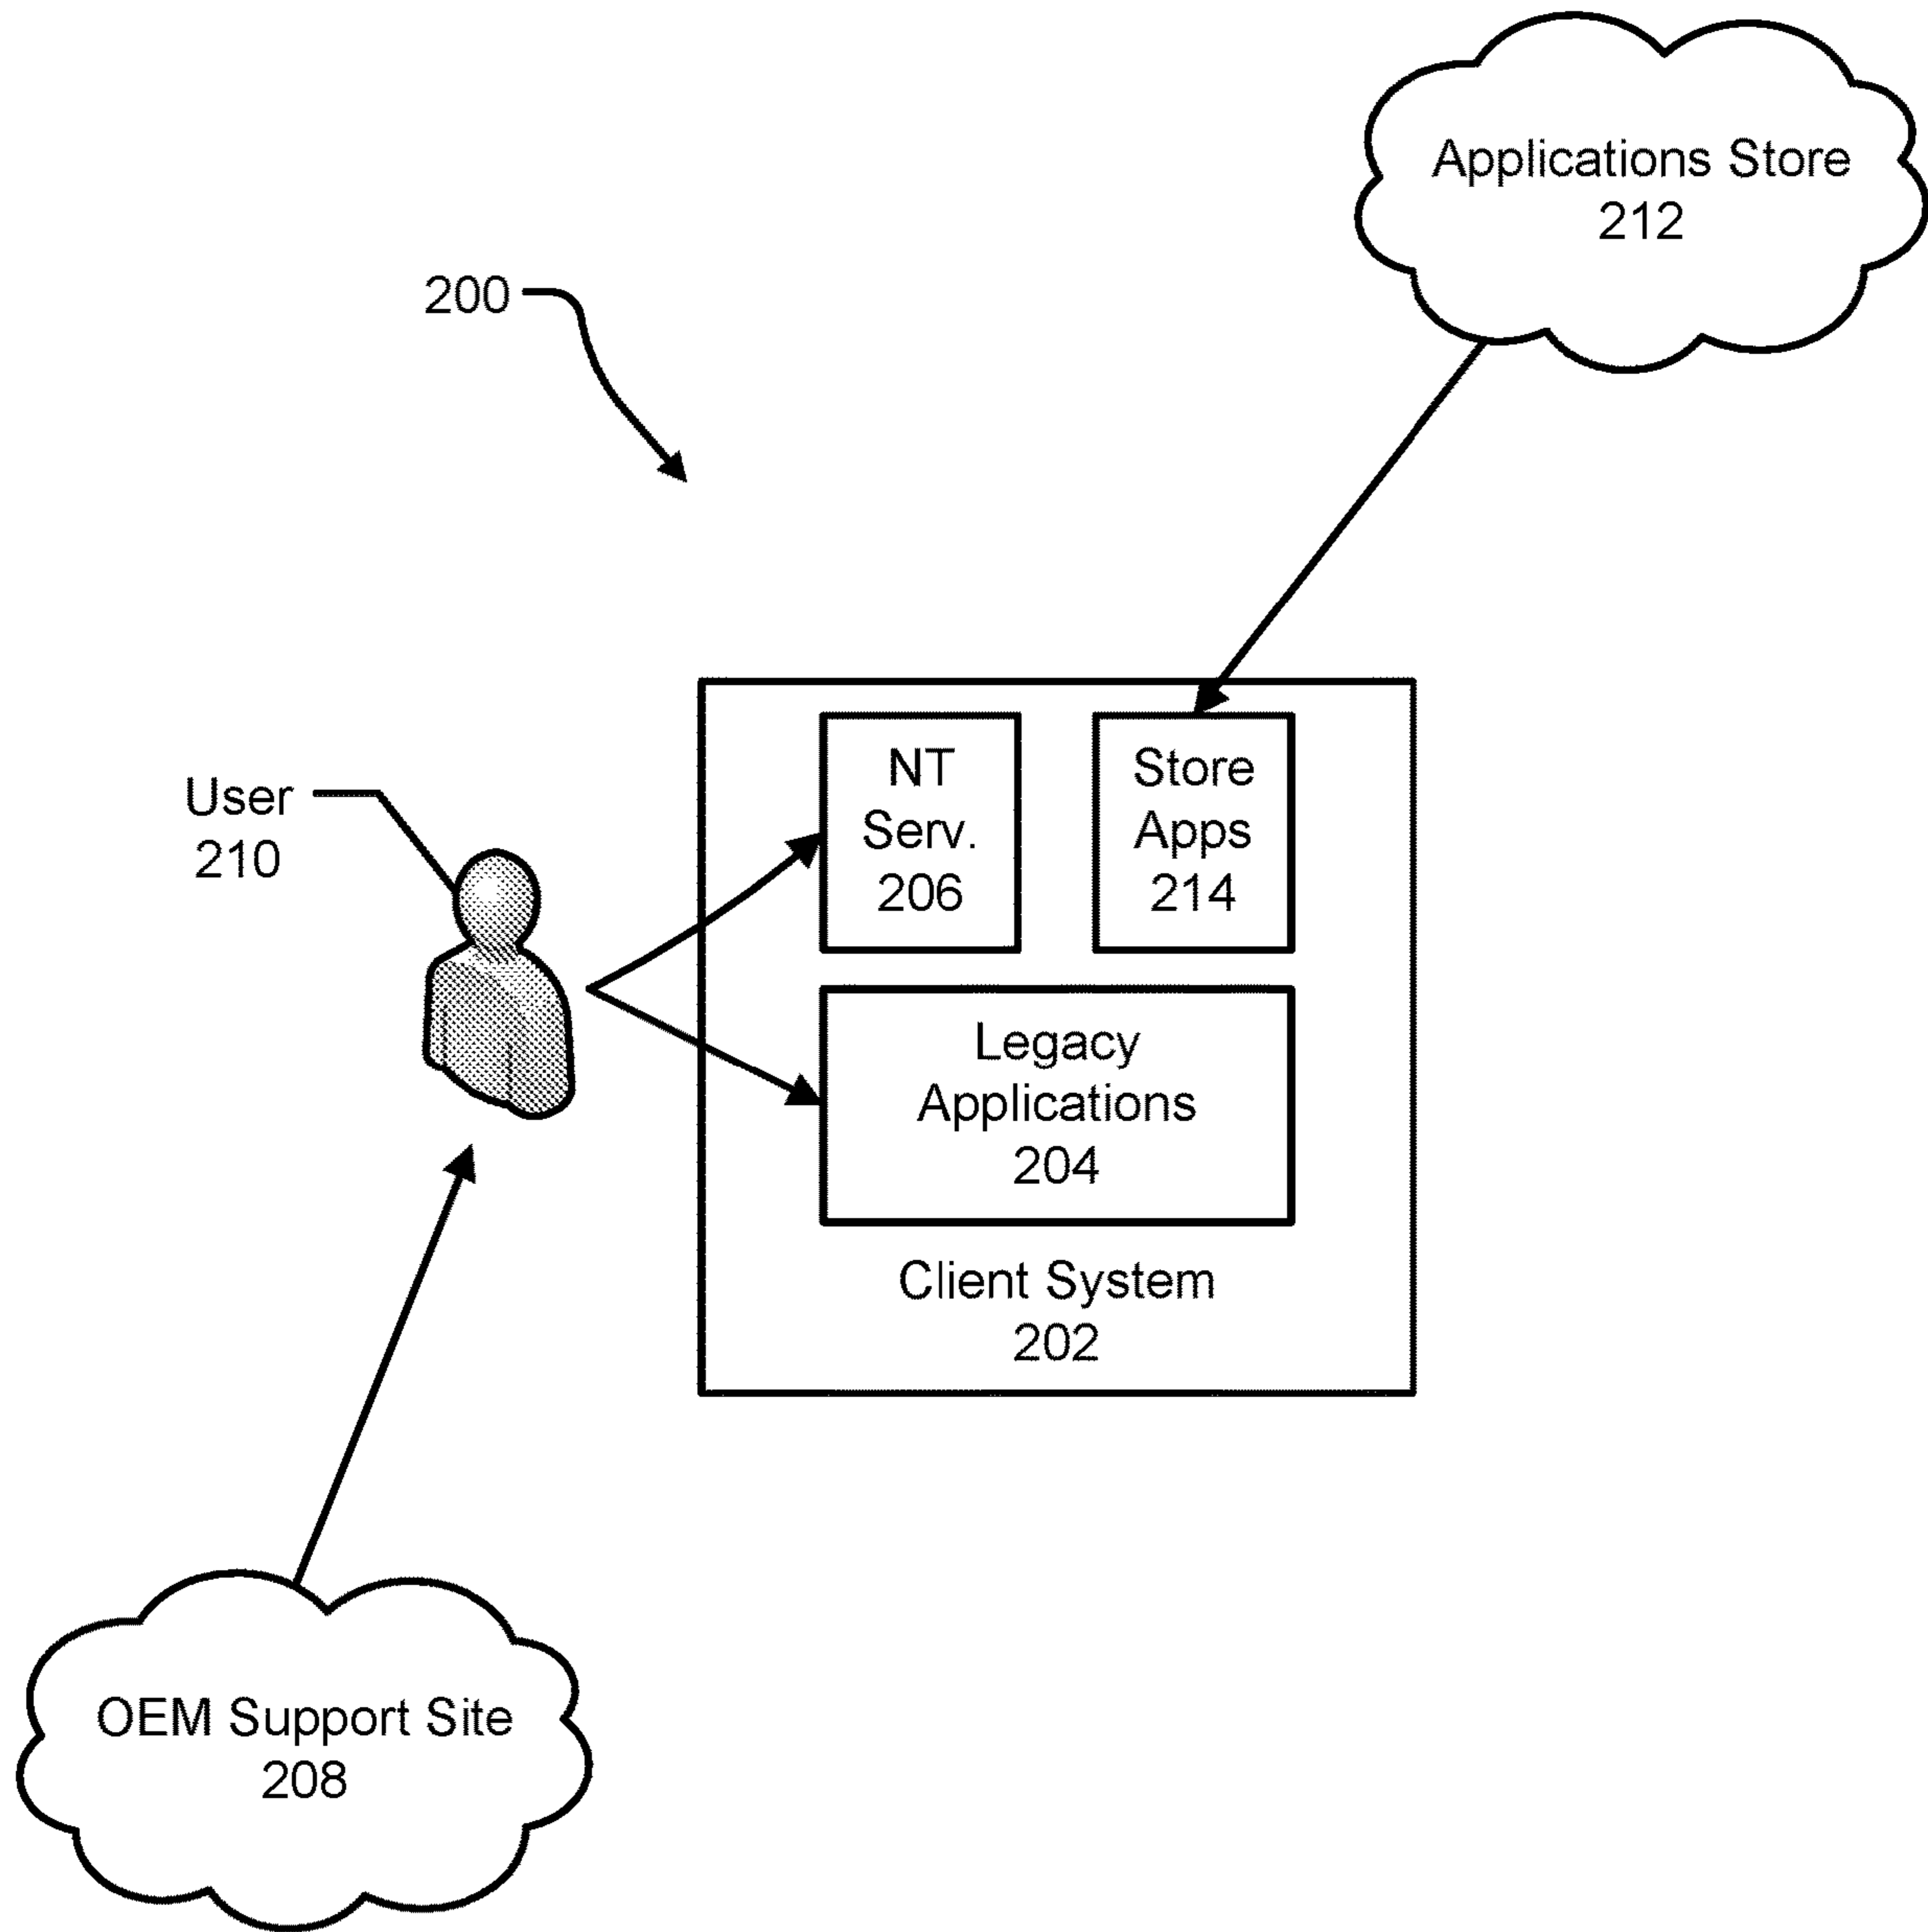 Applications Store
212
200
NT
Serv.
206
Store
Apps
214
User
210
Legacy
Applications
204
Client System
202
OEM Support Site
208